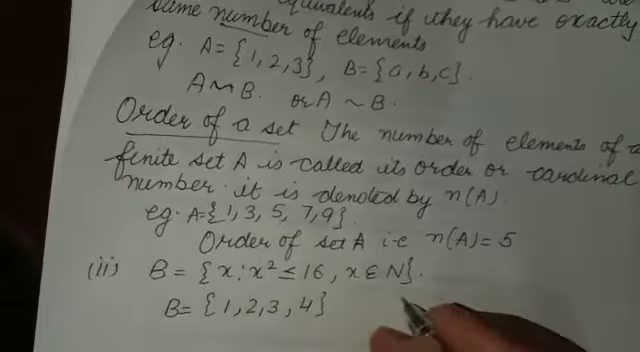 equivalents if they have exactly
same number of elements
eg. A = {1, 2, 3}, B = {a, b, c}.
A ~ B. or A ~ B.
Order of a set The number of elements of a
finite set A is called its order or cardinal
number. it is denoted by n(A)
eg. A = {1, 3, 5, 7, 9}.
Order of set A i-e n(A) = 5
(ii) B = {x : x² ≤ 16, x ∈ N}.
B = {1, 2, 3, 4}